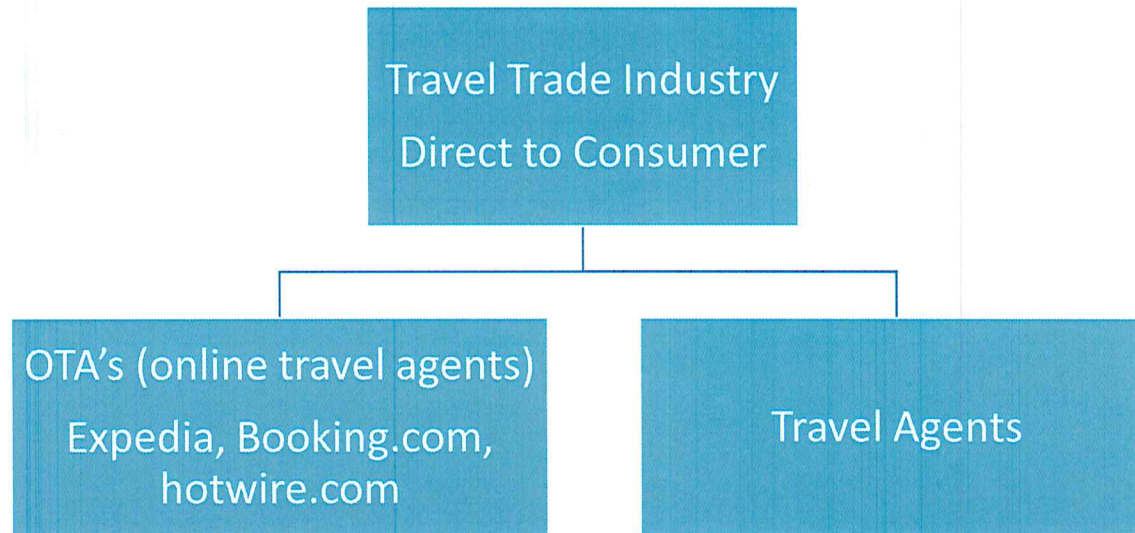 Travel Trade Industry
Direct to Consumer
OTA's (online travel agents)
Expedia, Booking.com,
hotwire.com
Travel Agents